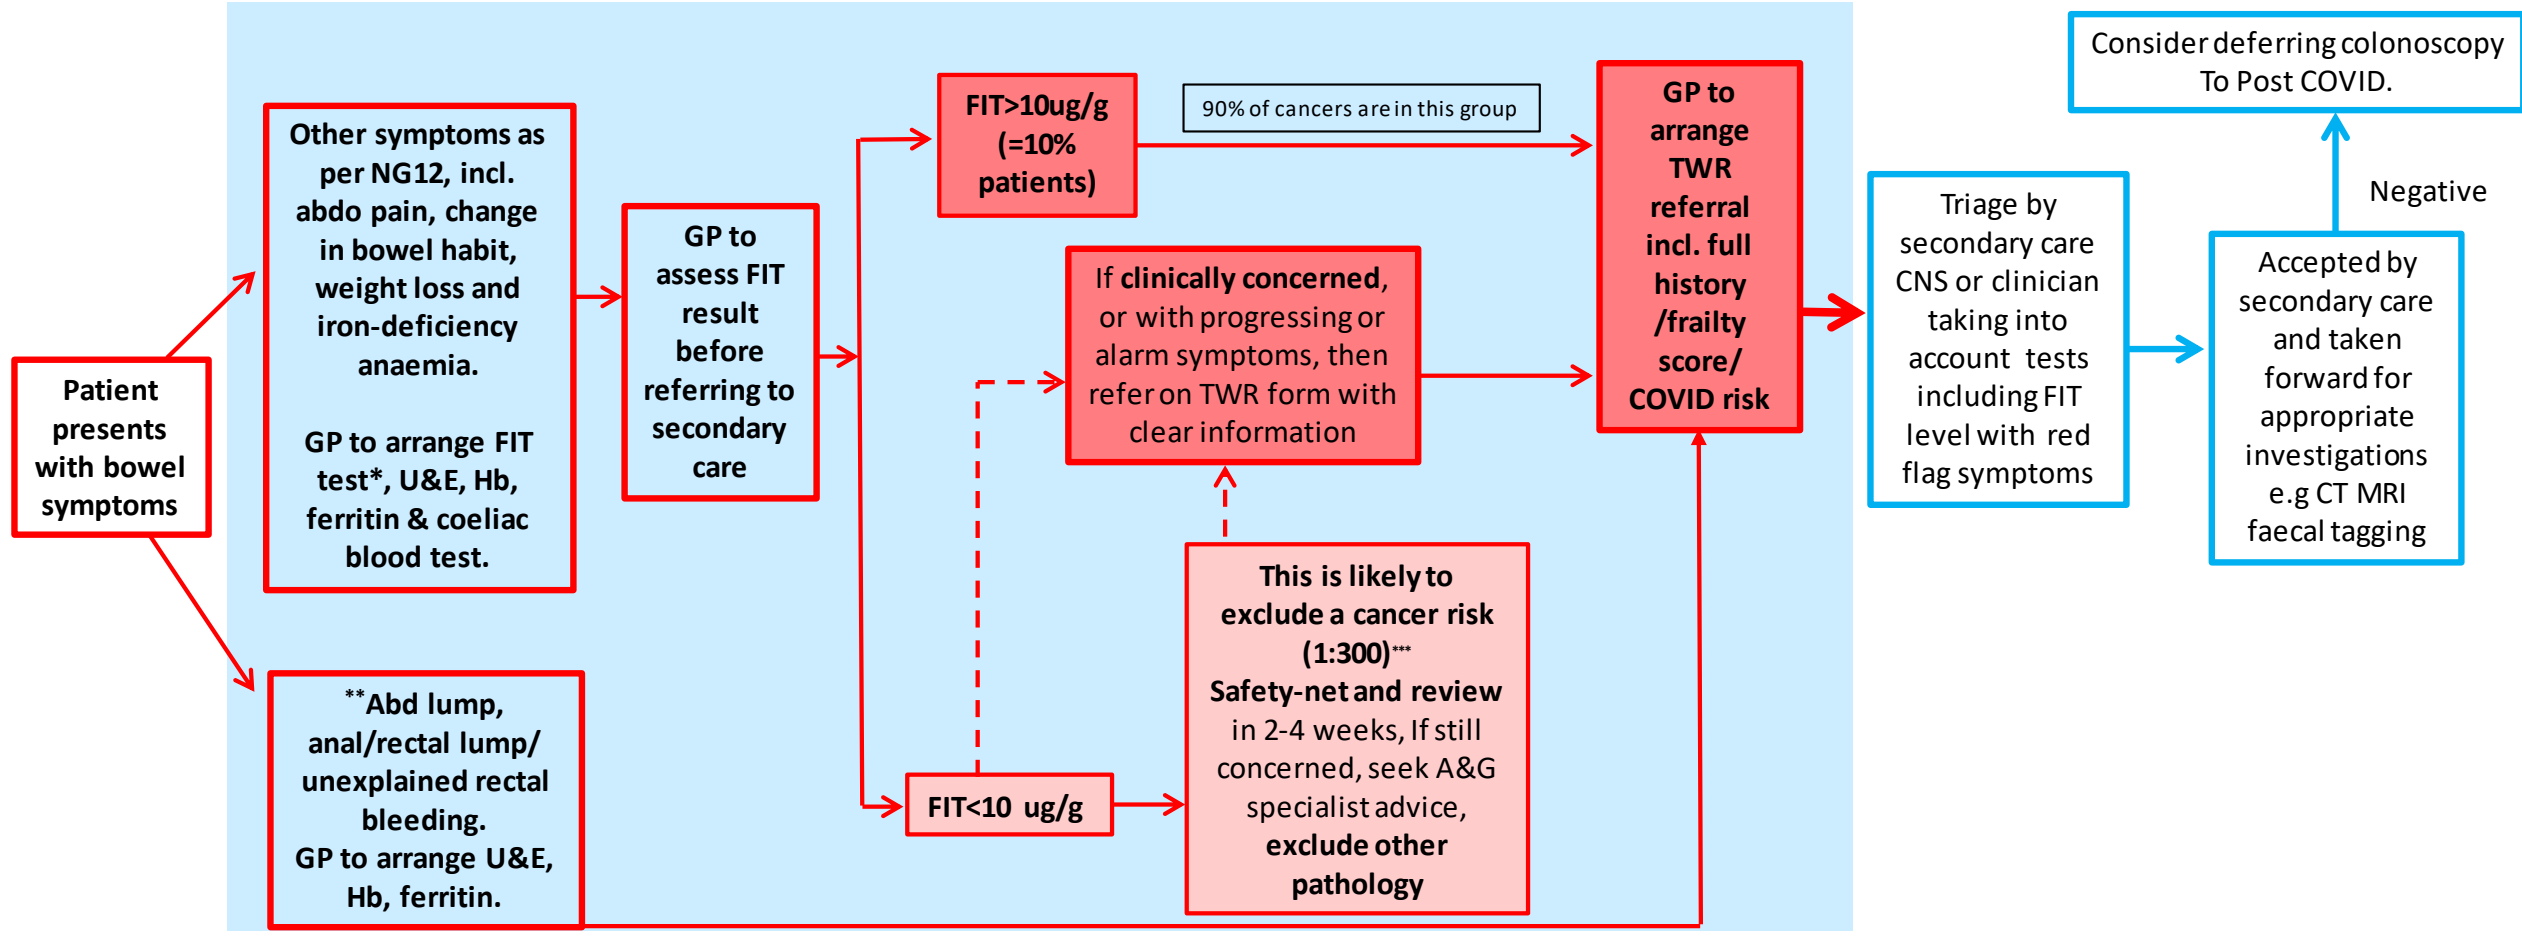 Patient
presents
with bowel
symptoms
Other symptoms as
per NG12, incl.
abdo pain, change
in bowel habit,
weight loss and
iron-deficiency
anaemia.
GP to arrange FIT
test*, U&E, Hb,
ferritin & coeliac
blood test.
**Abd lump,
anal/rectal lump/
unexplained rectal
bleeding.
GP to arrange U&E,
Hb, ferritin.
GP to
assess FIT
result
before
referring to
secondary
care
FIT>10ug/g
(=10%
patients)
90% of cancers are in this group
If clinically concerned,
or with progressing or
alarm symptoms, then
refer on TWR form with
clear information
FIT<10 ug/g
This is likely to
exclude a cancer risk
(1:300)***
Safety-net and review
in 2-4 weeks, If still
concerned, seek A&G
specialist advice,
exclude other
pathology
GP to
arrange
TWR
referral
incl. full
history
/frailty
score/
COVID risk
Triage by
secondary care
CNS or clinician
taking into
account tests
including FIT
level with red
flag symptoms
Accepted by
secondary care
and taken
forward for
appropriate
investigations
e.g CT MRI
faecal tagging
Negative
Consider deferring colonoscopy
To Post COVID.